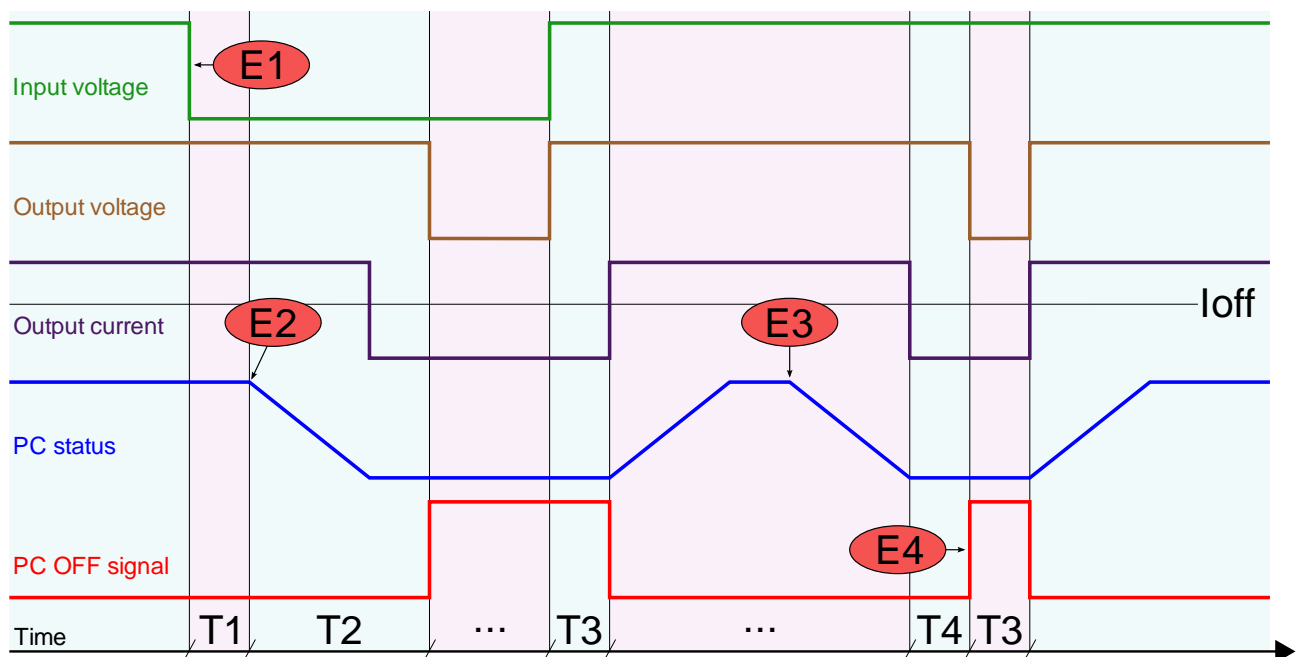 E1
Input voltage
Output voltage
Ioff
Output current
E2
E3
PC status
PC OFF signal
E4
Time
T1
T2
...
T3
...
T4
T3